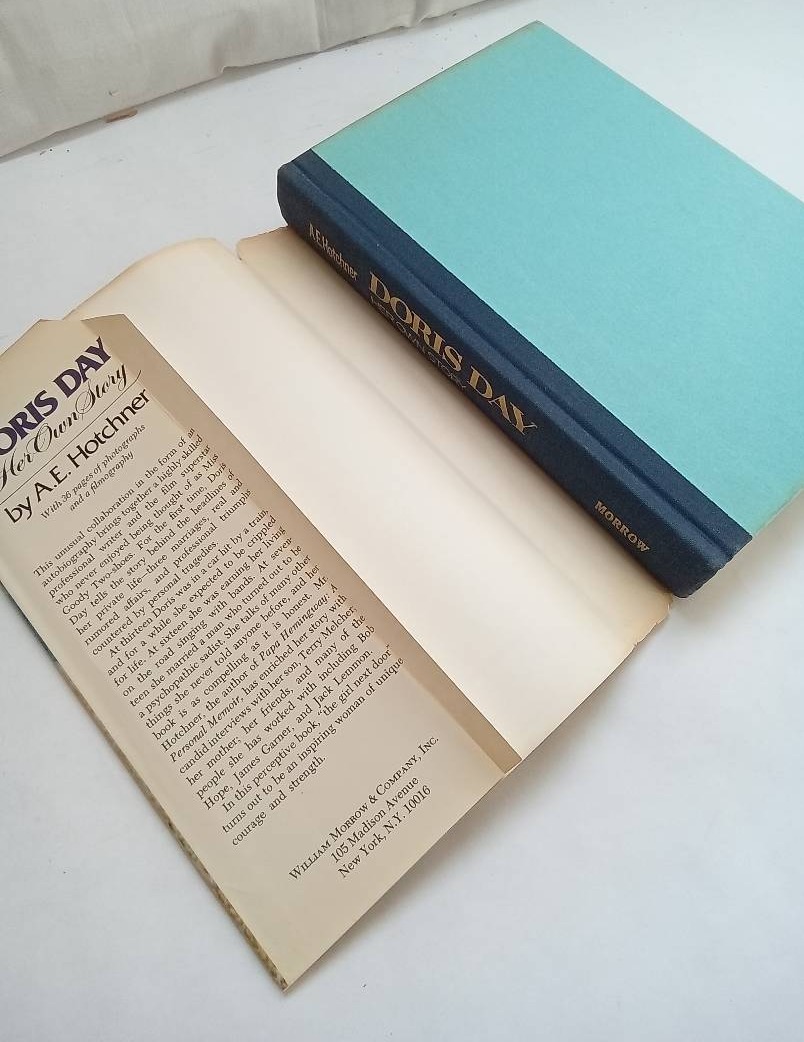 A.E. Hotchner
DORIS DAY
HER OWN STORY
MORROW
ORIS DAY
Her Own Story
by A.E. Hotchner
With 36 pages of photographs
and a filmography
This unusual collaboration in the form of an
autobiography brings together a highly skilled
professional writer and the film superstar
who never enjoyed being thought of as Miss
Goody Two-shoes. For the first time, Doris
Day tells the story behind the headlines of
her private life—three marriages, real and
rumored affairs, and professional triumphs
countered by personal tragedies.
At thirteen Doris was in a car hit by a train,
and for a while she expected to be crippled
for life. At sixteen she was earning her living
on the road singing with bands. At seven-
teen she married a man who turned out to be
a psychopathic sadist. She talks of many other
things she never told anyone before, and her
book is as compelling as it is honest. Mr.
Hotchner, the author of Papa Hemingway: A
Personal Memoir, has enriched her story with
candid interviews with her son, Terry Melcher,
her mother, her friends, and many of the
people she has worked with including Bob
Hope, James Garner, and Jack Lemmon.
In this perceptive book, "the girl next door"
turns out to be an inspiring woman of unique
courage and strength.
WILLIAM MORROW & COMPANY, INC.
105 Madison Avenue
New York, N.Y. 10016